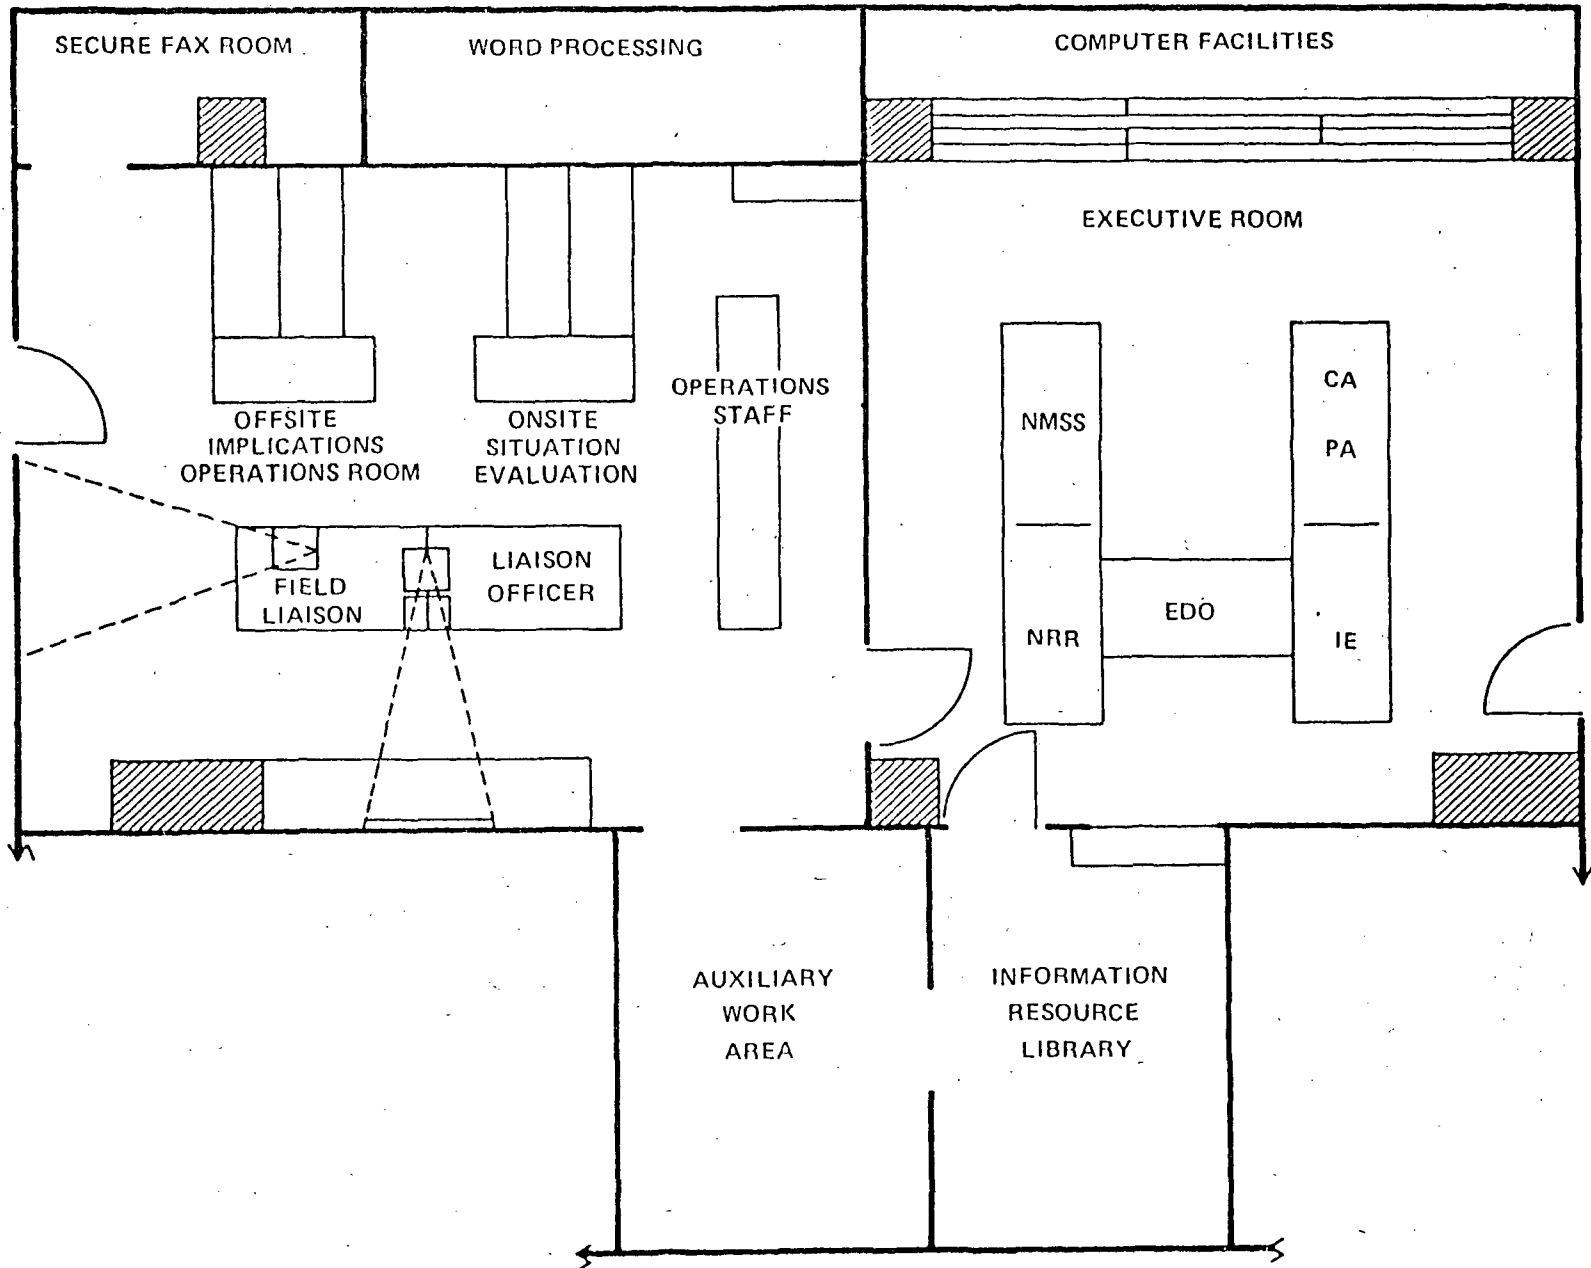 SECURE FAX ROOM
WORD PROCESSING
COMPUTER FACILITIES
EXECUTIVE ROOM
OFFSITE
IMPLICATIONS
OPERATIONS ROOM
ONSITE
SITUATION
EVALUATION
OPERATIONS
STAFF
NMSS
NRR
CA
PA
IE
EDO
FIELD
LIAISON
LIAISON
OFFICER
AUXILIARY
WORK
AREA
INFORMATION
RESOURCE
LIBRARY